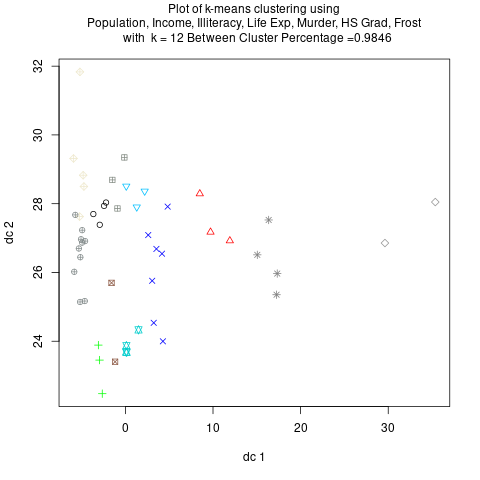 Plot of k-means clustering using
Population, Income, Illiteracy, Life Exp, Murder, HS Grad, Frost
with k = 12 Between Cluster Percentage =0.9846
32
30
28
26
24
dc 2
0
10
20
30
dc 1